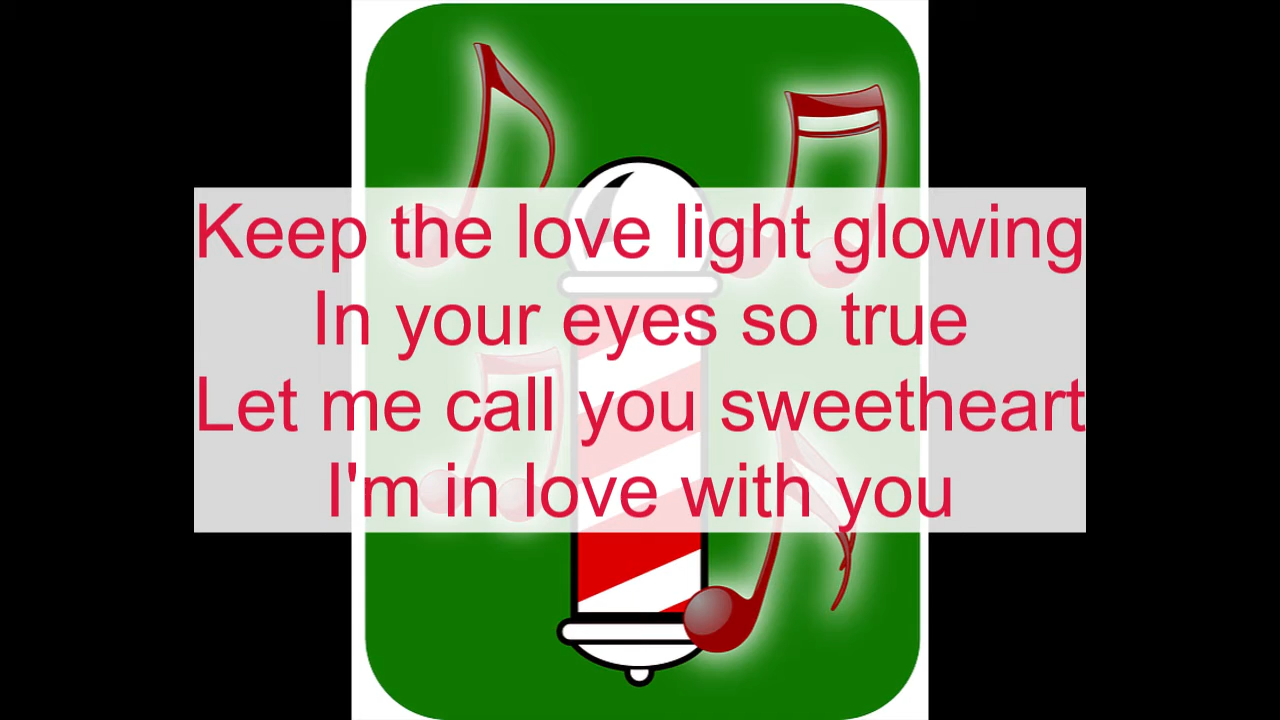 Keep the love light glowing
In your eyes so true
Let me call you sweetheart
I'm in love with you